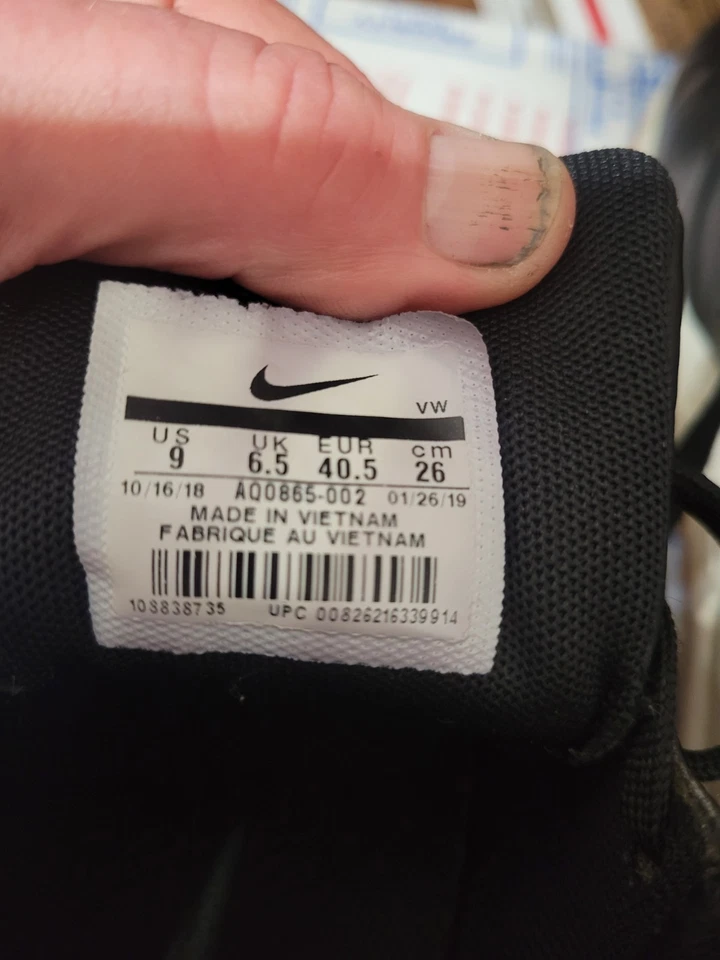 VW
US UK EUR cm
9 6.5 40.5 26
10/16/18 AQ0865-002 01/26/19
MADE IN VIETNAM
FABRIQUE AU VIETNAM
108838735 UPC 00826216339914